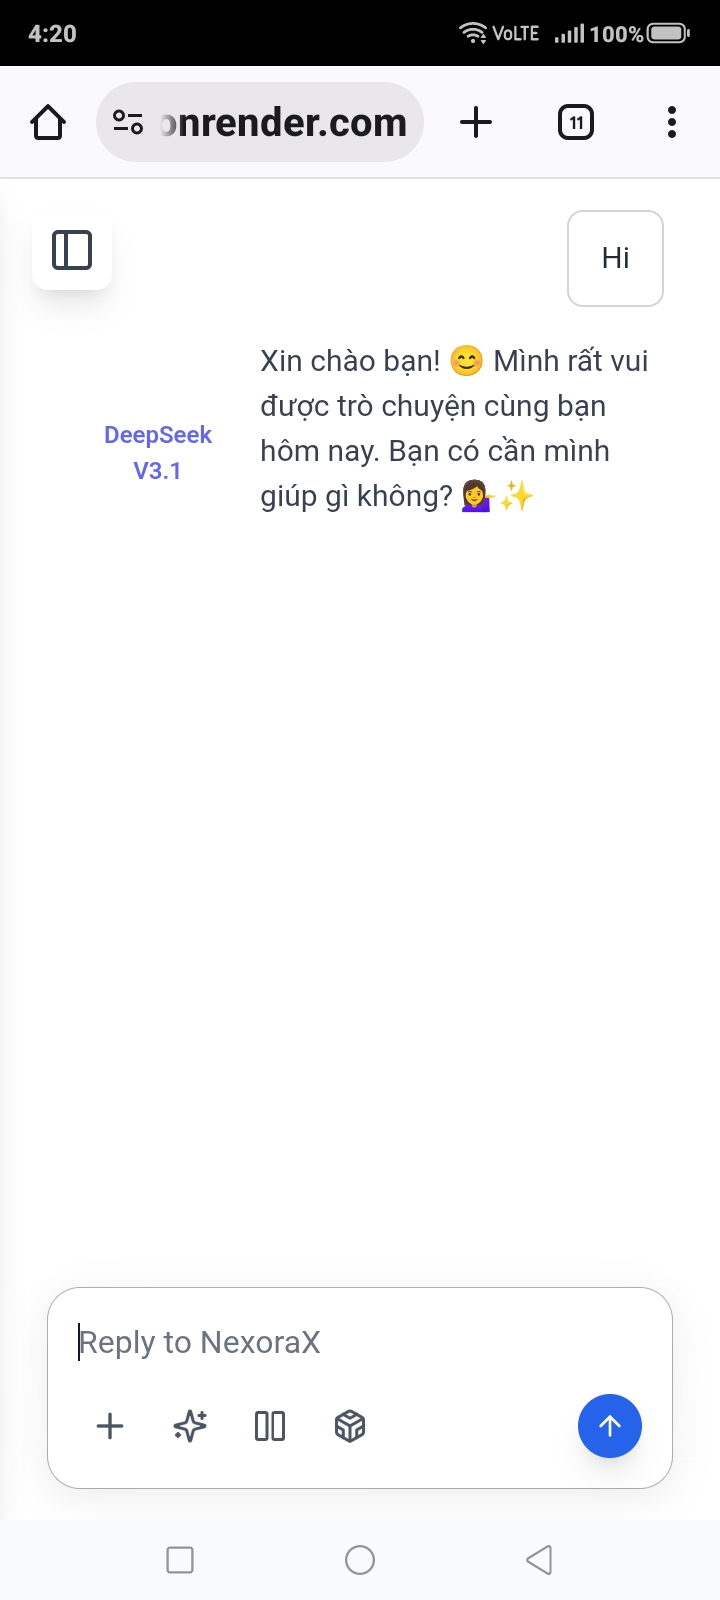 4:20
VoLTE
100%
onrender.com
11
Hi
Xin chào bạn! 😊 Mình rất vui
được trò chuyện cùng bạn
hôm nay. Bạn có cần mình
giúp gì không? 💁‍♀️✨
DeepSeek
V3.1
Reply to NexoraX